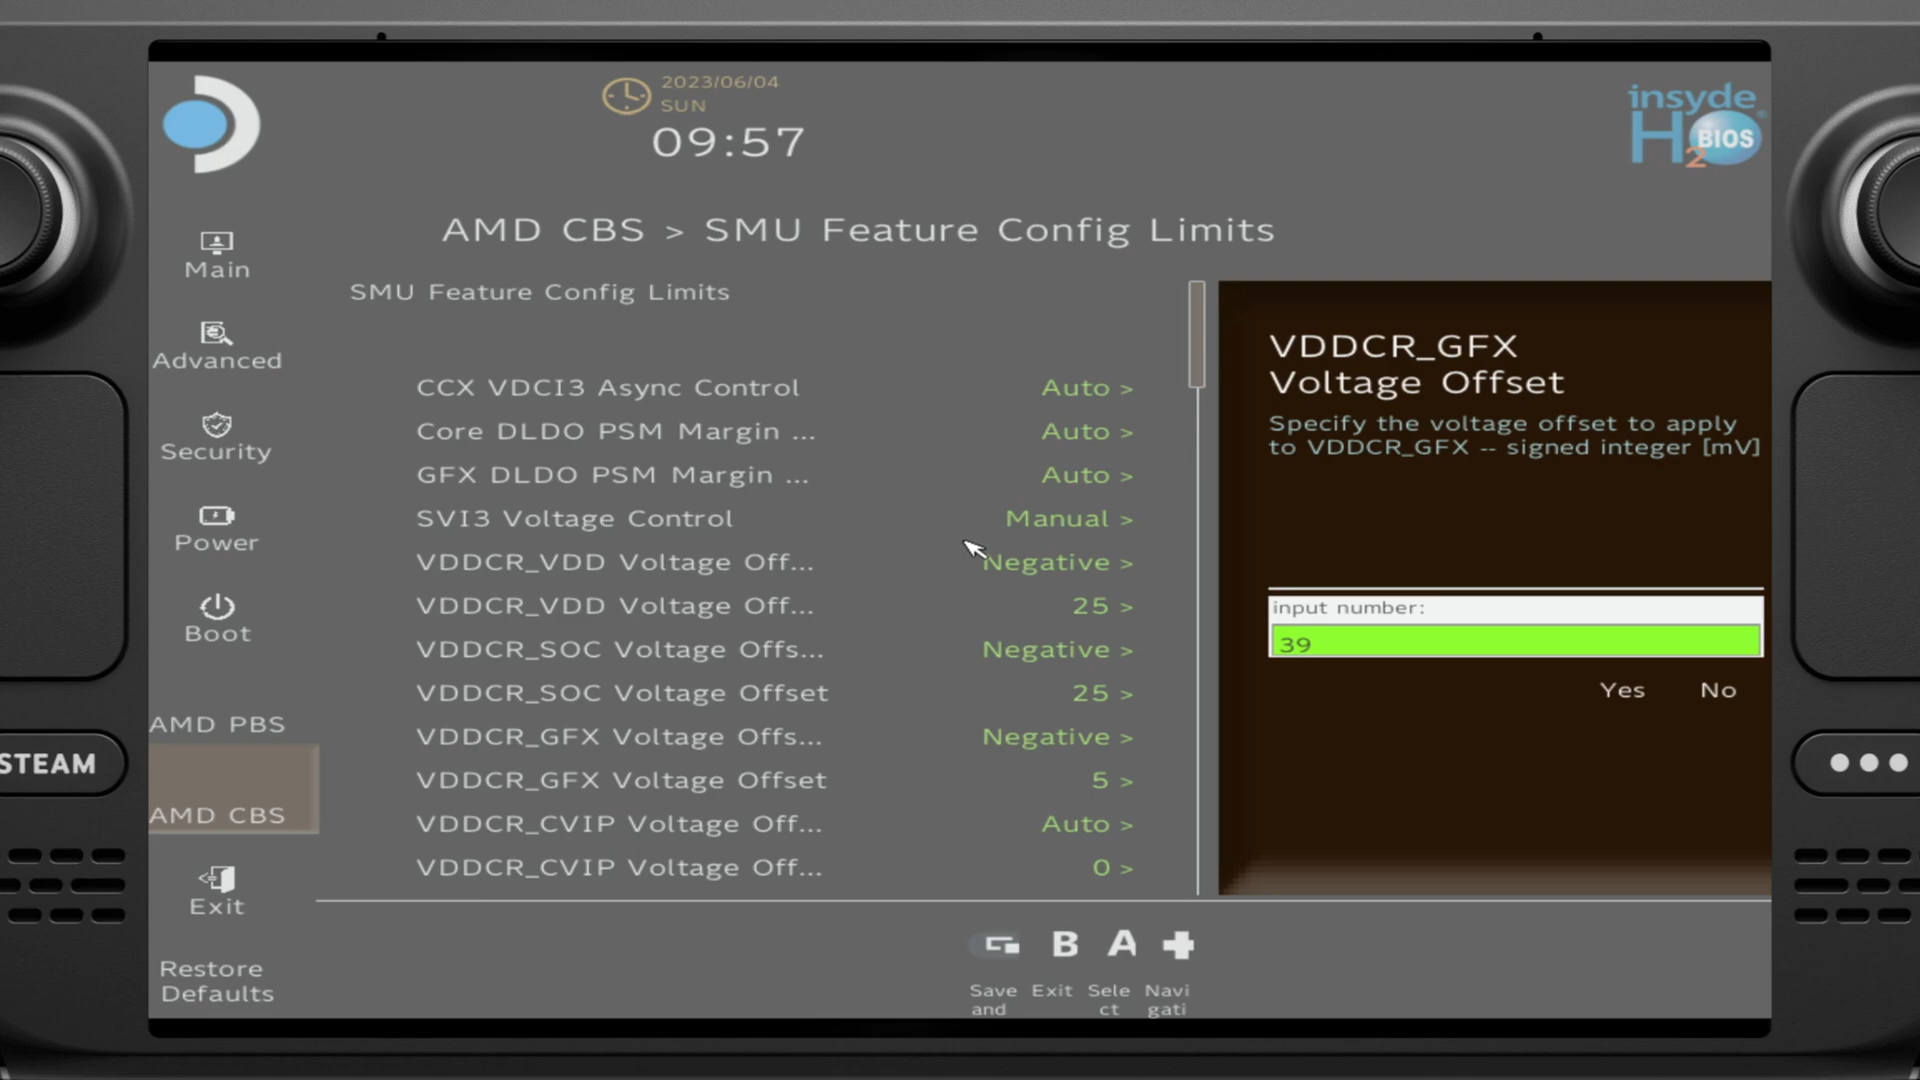 2023/06/04
SUN
09:57
insyde
H2 BIOS
®
AMD CBS > SMU Feature Config Limits
Main
Advanced
Security
Power
Boot
AMD PBS
AMD CBS
Exit
Restore
Defaults
STEAM
SMU Feature Config Limits
CCX VDCI3 Async Control Auto >
Core DLDO PSM Margin ... Auto >
GFX DLDO PSM Margin ... Auto >
SVI3 Voltage Control Manual >
VDDCR_VDD Voltage Off... Negative >
VDDCR_VDD Voltage Off... 25 >
VDDCR_SOC Voltage Offs... Negative >
VDDCR_SOC Voltage Offset 25 >
VDDCR_GFX Voltage Offs... Negative >
VDDCR_GFX Voltage Offset 5 >
VDDCR_CVIP Voltage Off... Auto >
VDDCR_CVIP Voltage Off... 0 >
VDDCR_GFX
Voltage Offset
Specify the voltage offset to apply
to VDDCR_GFX -- signed integer [mV]
input number:
39
Yes No
B A
Save Exit Sele Navi
and ct gati